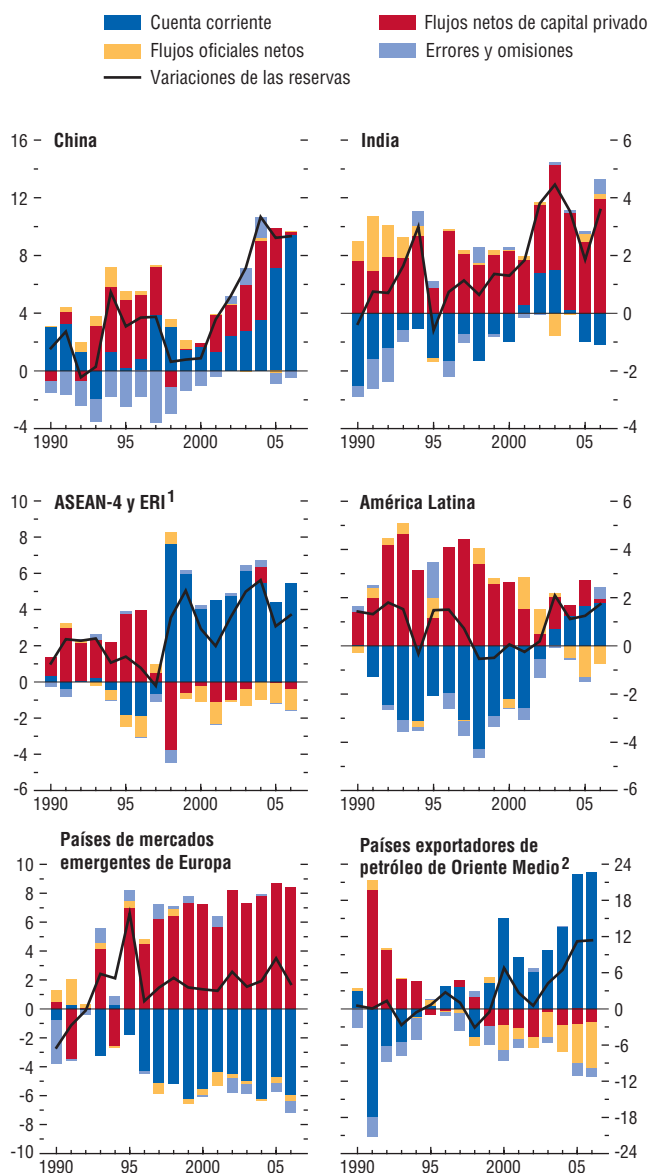 Cuenta corriente
Flujos netos de capital privado
Flujos oficiales netos
Errores y omisiones
Variaciones de las reservas
China
16
12
8
4
0
-4
1990 95 2000 05
India
6
4
2
0
-2
-4
1990 95 2000 05
ASEAN-4 y ERI1
10
8
6
4
2
0
-2
-4
-6
1990 95 2000 05
América Latina
6
4
2
0
-2
-4
-6
1990 95 2000 05
Países de mercados
emergentes de Europa
10
8
6
4
2
0
-2
-4
-6
-8
-10
1990 95 2000 05
Países exportadores de
petróleo de Oriente Medio2
24
18
12
6
0
-6
-12
-18
-24
1990 95 2000 05